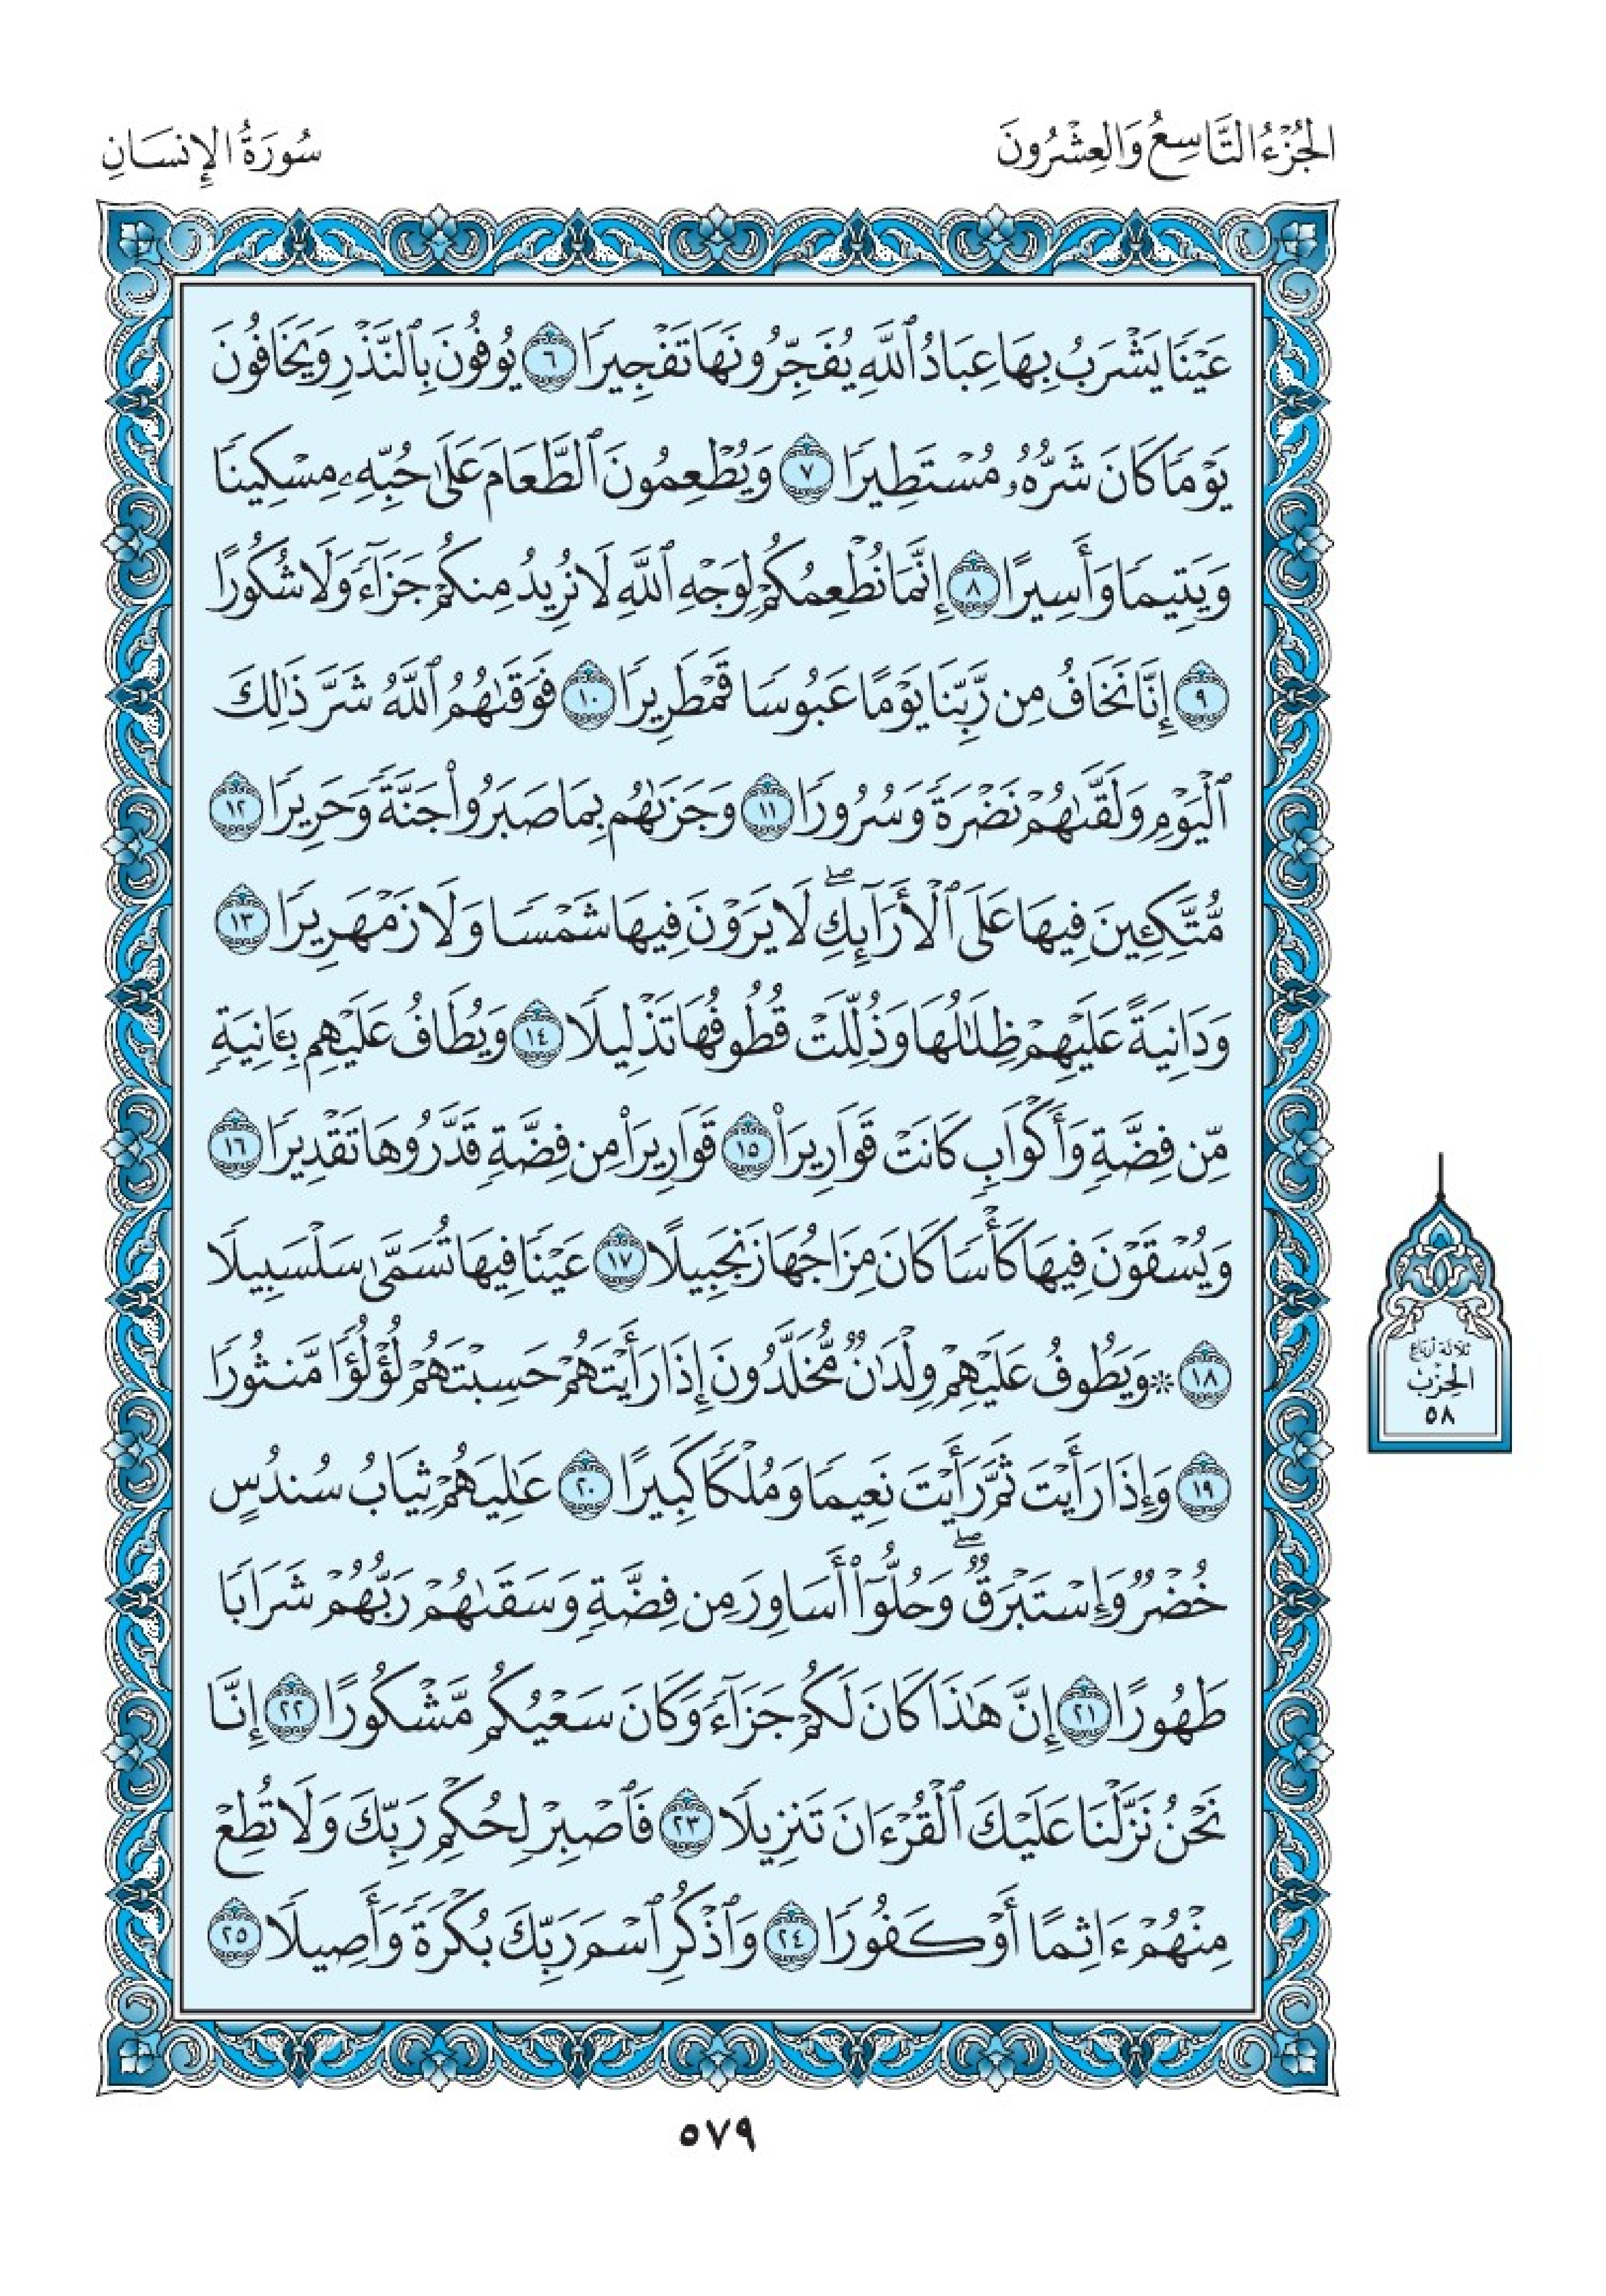 الجُزْءُ التَّاسِعُ وَالعِشْرُونَ
سُورَةُ الإِنسَانِ
عَيْنٗا يَشْرَبُ بِهَا عِبَادُ ٱللَّهِ يُفَجِّرُونَهَا تَفْجِيرٗا ٦ يُوفُونَ بِٱلنَّذْرِ وَيَخَافُونَ
يَوْمٗا كَانَ شَرُّهُۥ مُسْتَطِيرٗا ٧ وَيُطْعِمُونَ ٱلطَّعَامَ عَلَىٰ حُبِّهِۦ مِسْكِينٗا
وَيَتِيمٗا وَأَسِيرًا ٨ إِنَّمَا نُطْعِمُكُمْ لِوَجْهِ ٱللَّهِ لَا نُرِيدُ مِنكُمْ جَزَآءٗ وَلَا شُكُورًا
٩ إِنَّا نَخَافُ مِن رَّبِّنَا يَوْمًا عَبُوسٗا قَمْطَرِيرٗا ١٠ فَوَقَىٰهُمُ ٱللَّهُ شَرَّ ذَٰلِكَ
ٱلْيَوْمِ وَلَقَّىٰهُمْ نَضْرَةٗ وَسُرُورٗا ١١ وَجَزَىٰهُم بِمَا صَبَرُوا۟ جَنَّةٗ وَحَرِيرٗا ١٢
مُّتَّكِـِٔينَ فِيهَا عَلَى ٱلْأَرَآئِكِۖ لَا يَرَوْنَ فِيهَا شَمْسٗا وَلَا زَمْهَرِيرٗا ١٣
وَدَانِيَةً عَلَيْهِمْ ظِلَٰلُهَا وَذُلِّلَتْ قُطُوفُهَا تَذْلِيلٗا ١٤ وَيُطَافُ عَلَيْهِم بِـَٔانِيَةٖ
مِّن فِضَّةٖ وَأَكْوَابٖ كَانَتْ قَوَارِيرَا۠ ١٥ قَوَارِيرَا۟ مِن فِضَّةٖ قَدَّرُوهَا تَقْدِيرٗا ١٦
وَيُسْقَوْنَ فِيهَا كَأْسٗا كَانَ مِزَاجُهَا زَنجَبِيلًا ١٧ عَيْنٗا فِيهَا تُسَمَّىٰ سَلْسَبِيلٗا
١٨ ۞ وَيَطُوفُ عَلَيْهِمْ وِلْدَٰنٞ مُّخَلَّدُونَ إِذَا رَأَيْتَهُمْ حَسِبْتَهُمْ لُؤْلُؤٗا مَّنثُورٗا
١٩ وَإِذَا رَأَيْتَ ثَمَّ رَأَيْتَ نَعِيمٗا وَمُلْكٗا كَبِيرًا ٢٠ عَٰلِيَهُمْ ثِيَابُ سُندُسٍ
خُضْرٞ وَإِسْتَبْرَقٞۖ وَحُلُّوٓا۟ أَسَاوِرَ مِن فِضَّةٖ وَسَقَىٰهُمْ رَبُّهُمْ شَرَابٗا
طَهُورًا ٢١ إِنَّ هَٰذَا كَانَ لَكُمْ جَزَآءٗ وَكَانَ سَعْيُكُم مَّشْكُورًا ٢٢ إِنَّا
نَحْنُ نَزَّلْنَا عَلَيْكَ ٱلْقُرْءَانَ تَنزِيلٗا ٢٣ فَٱصْبِرْ لِحُكْمِ رَبِّكَ وَلَا تُطِعْ
مِنْهُمْ ءَاثِمًا أَوْ كَفُورٗا ٢٤ وَٱذْكُرِ ٱسْمَ رَبِّكَ بُكْرَةٗ وَأَصِيلٗا ٢٥
ثَلَاثَة أَرْبَاع
الحِزْب
٥٨
٥٧٩